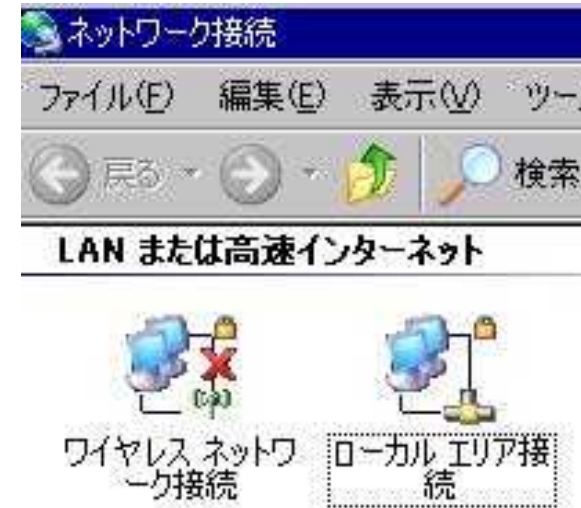 ネットワーク接続
ファイル(F) 編集(E) 表示(V) ツー
戻る 検索
LAN または高速インターネット
ワイヤレス ネットワ
ーク接続
ローカル エリア接
続